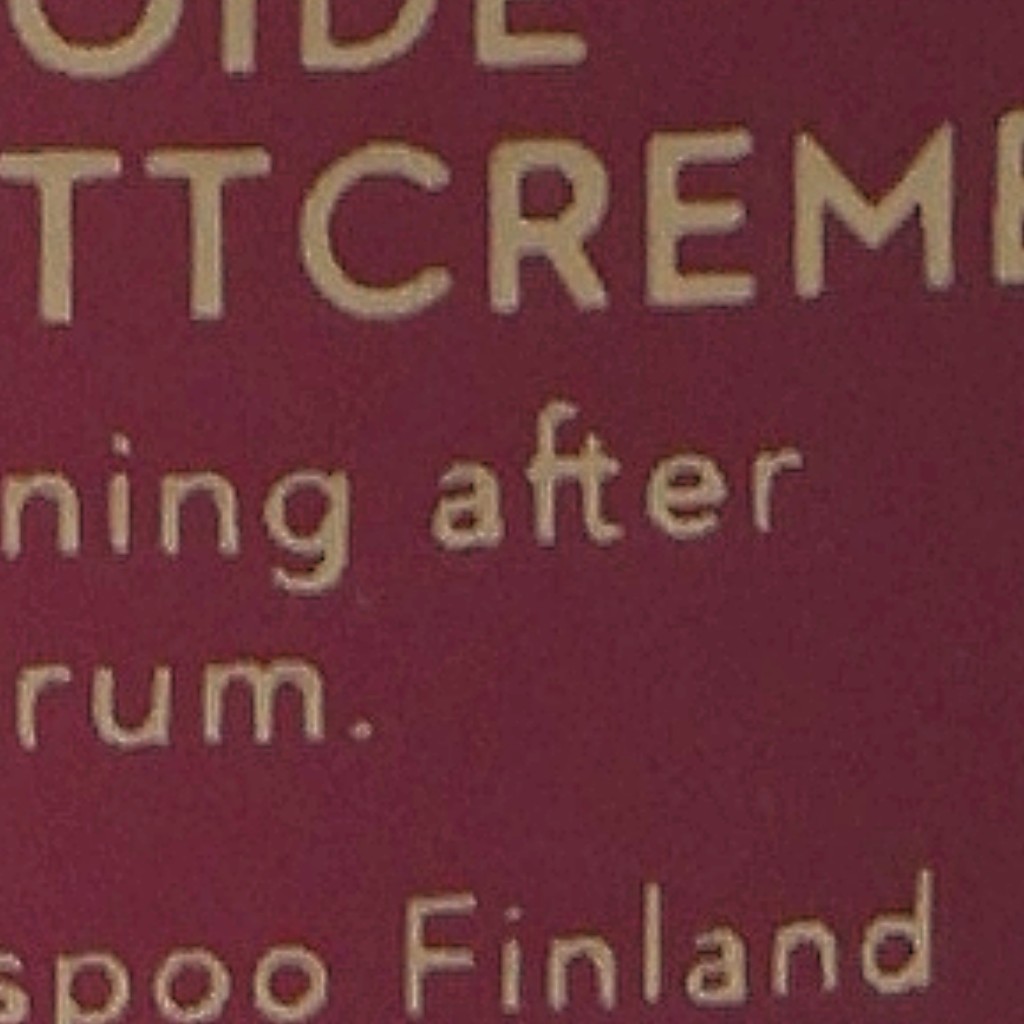 OIDE
TTCREME
ning after
rum.
spoo Finland